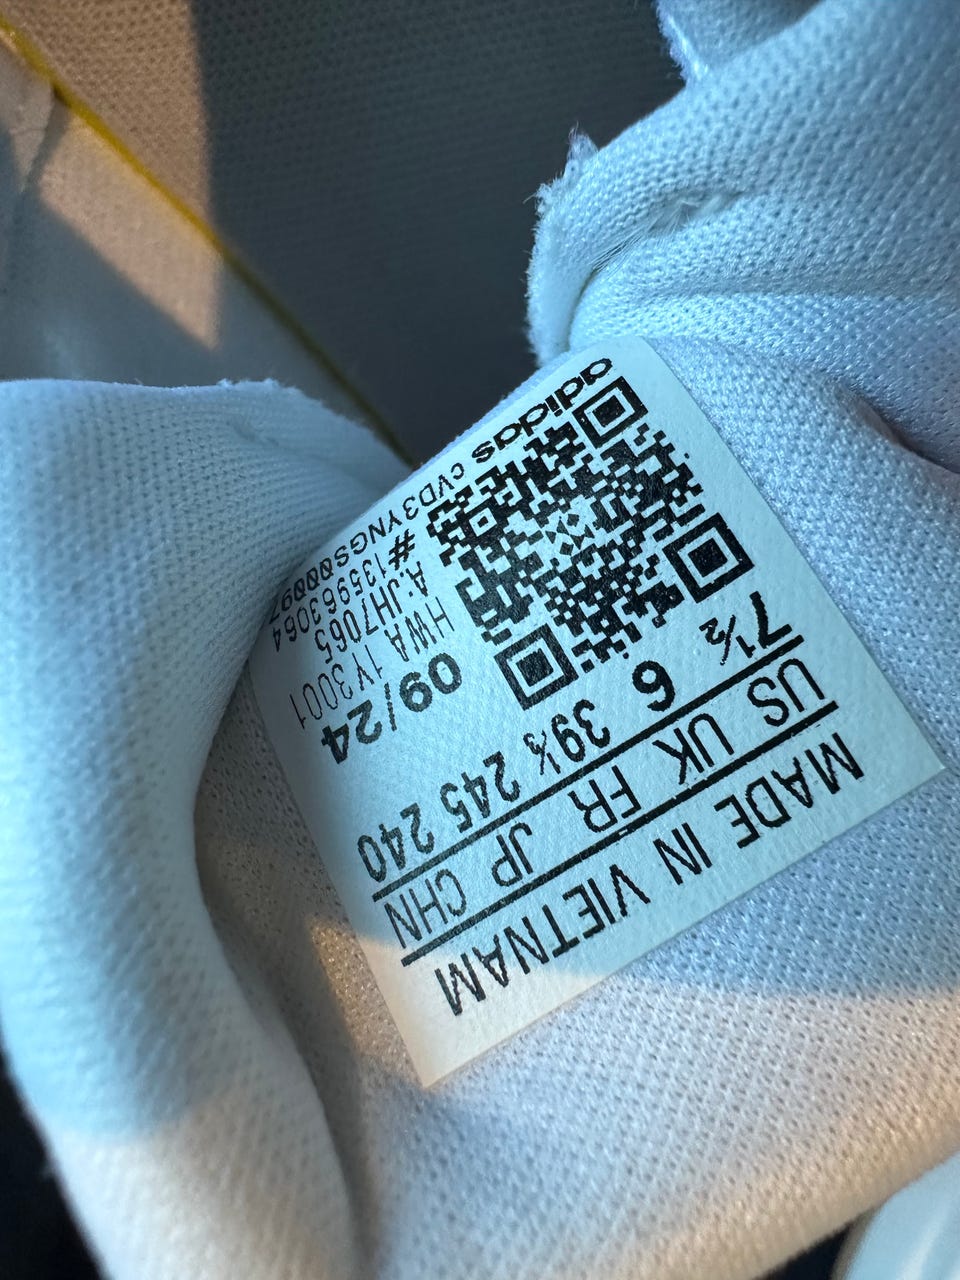 MADE IN VIETNAM
US UK FR JP CHN
7½ 6 39⅓ 245 240
09/24
HWA 1Y3001
A:JH7065
#135963064
CVD3YNGS00097
adidas